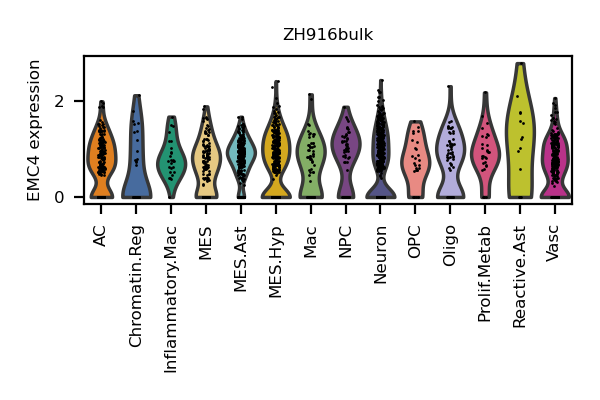 ZH916bulk
EMC4 expression
2
0
AC
Chromatin.Reg
Inflammatory.Mac
MES
MES.Ast
MES.Hyp
Mac
NPC
Neuron
OPC
Oligo
Prolif.Metab
Reactive.Ast
Vasc